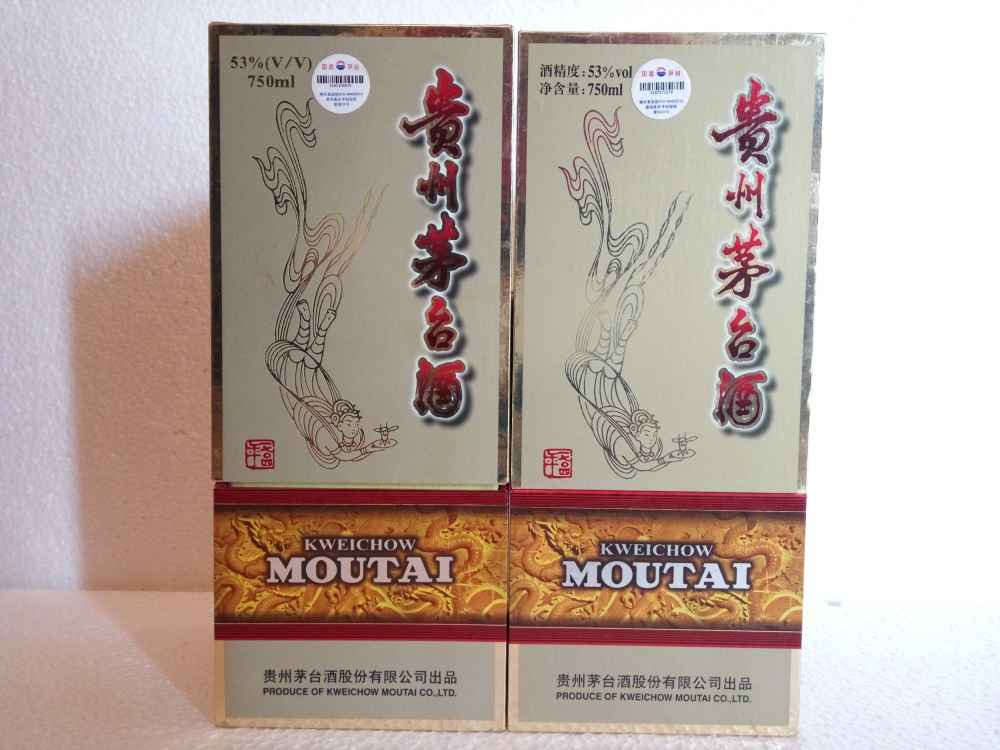 53%(V/V)
750ml
贵州茅台酒
KWEICHOW
MOUTAI
贵州茅台酒股份有限公司出品
PRODUCE OF KWEICHOW MOUTAI CO.,LTD.
酒精度:53%vol
净含量:750ml
贵州茅台酒
KWEICHOW
MOUTAI
贵州茅台酒股份有限公司出品
PRODUCE OF KWEICHOW MOUTAI CO.,LTD.